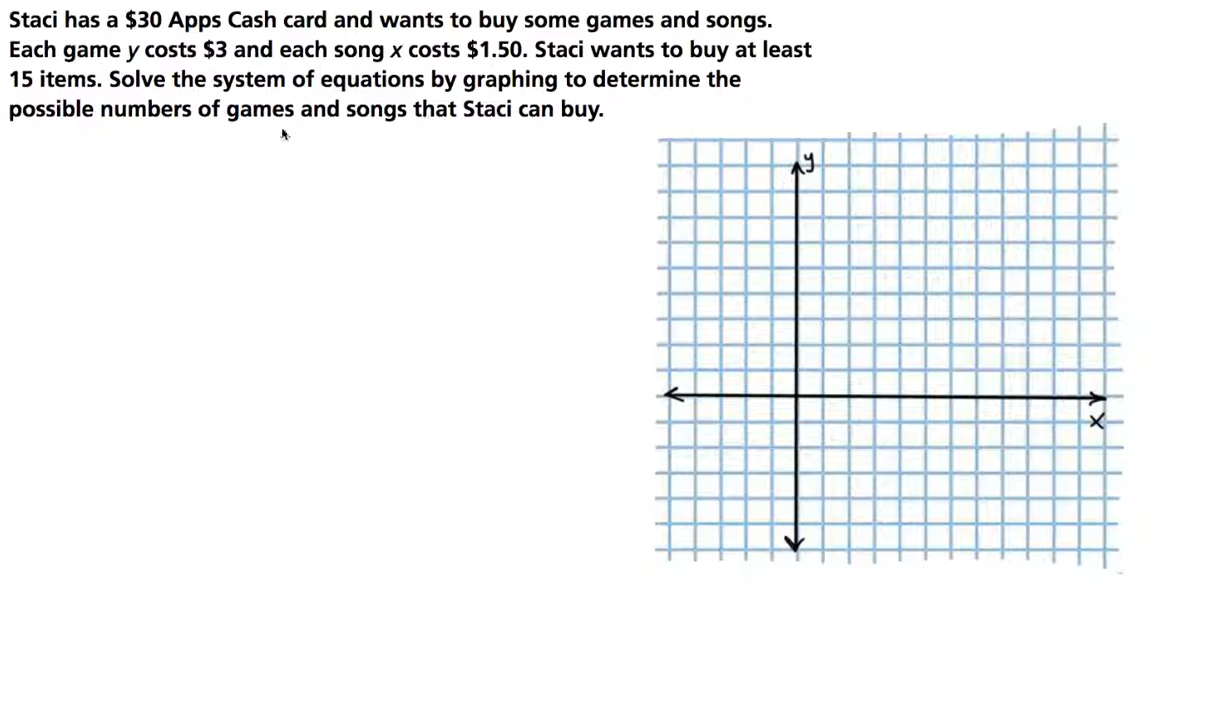 Staci has a $30 Apps Cash card and wants to buy some games and songs.
Each game y costs $3 and each song x costs $1.50. Staci wants to buy at least
15 items. Solve the system of equations by graphing to determine the
possible numbers of games and songs that Staci can buy.
y
x